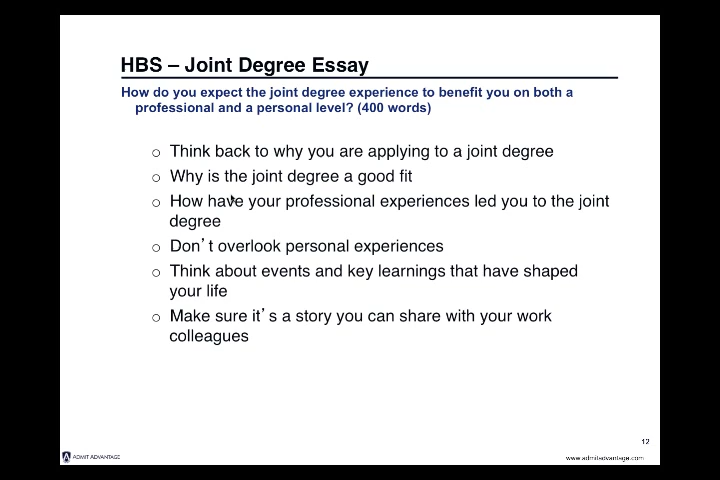 HBS – Joint Degree Essay
How do you expect the joint degree experience to benefit you on both a
professional and a personal level? (400 words)
○ Think back to why you are applying to a joint degree
○ Why is the joint degree a good fit
○ How have your professional experiences led you to the joint
degree
○ Don’t overlook personal experiences
○ Think about events and key learnings that have shaped
your life
○ Make sure it’s a story you can share with your work
colleagues
12
ADMIT ADVANTAGE
www.admitadvantage.com